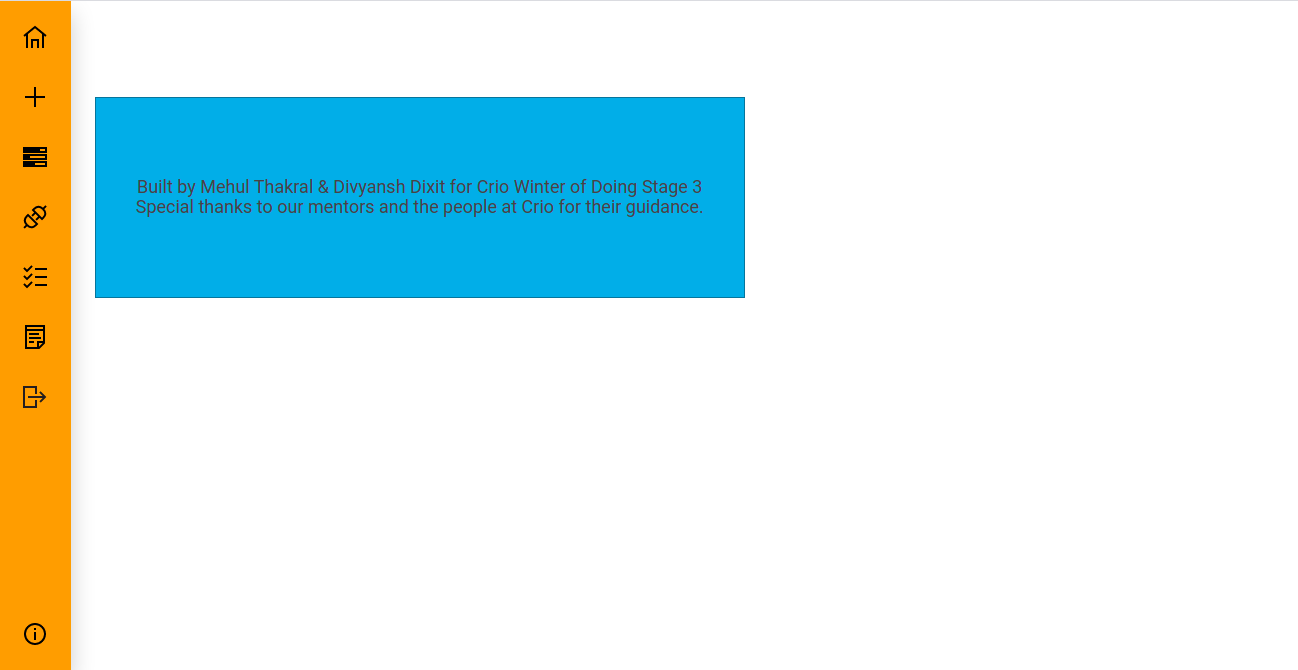 Built by Mehul Thakral & Divyansh Dixit for Crio Winter of Doing Stage 3
Special thanks to our mentors and the people at Crio for their guidance.